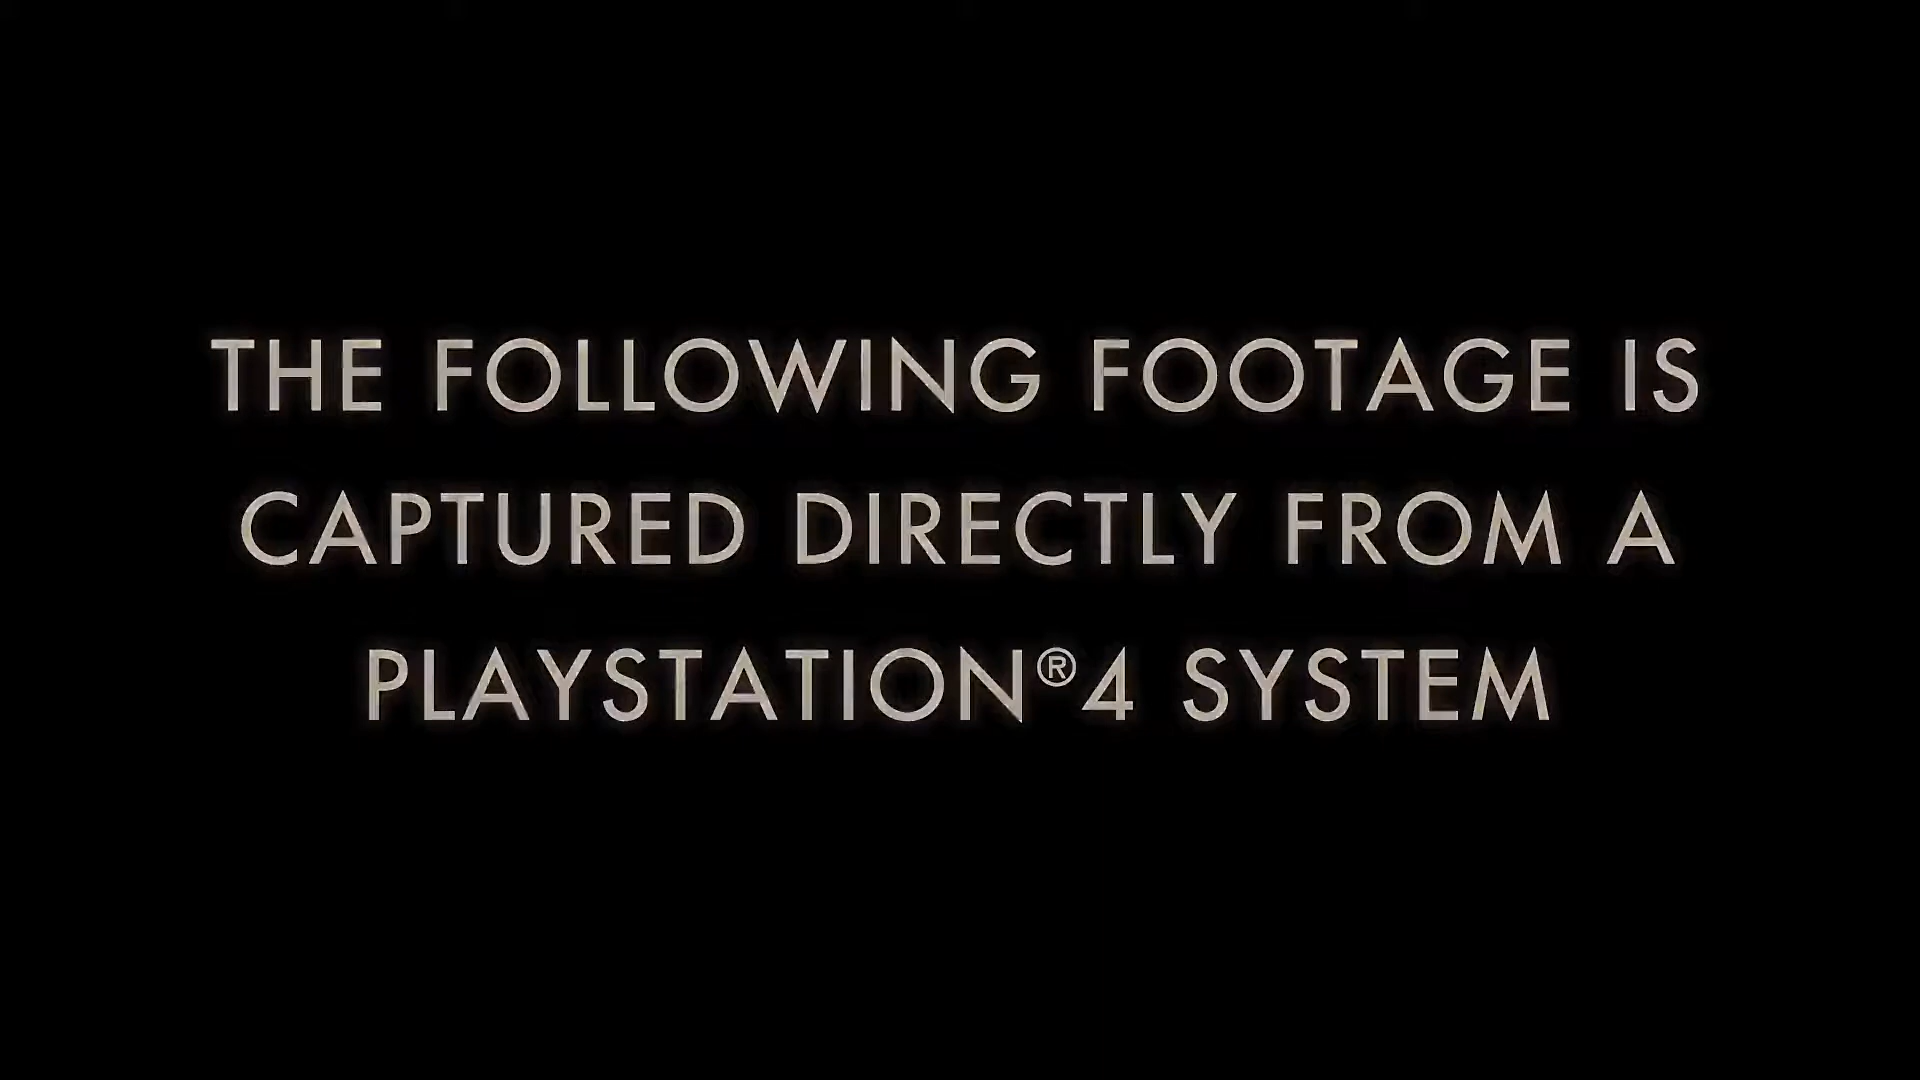 THE FOLLOWING FOOTAGE IS
CAPTURED DIRECTLY FROM A
PLAYSTATION®4 SYSTEM